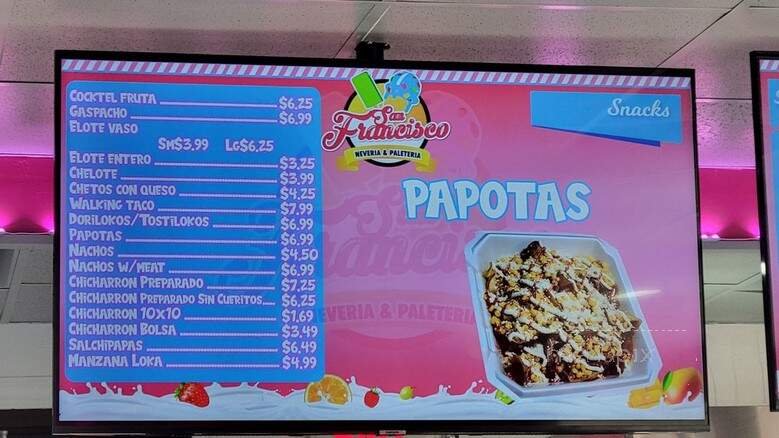 Cocktel Fruta $6.25
Gaspacho $6.99
Elote Vaso
Sm$3.99 Lg$6.25
Elote Entero $3.25
Chelote $3.99
Chetos con Queso $4.25
Walking Taco $7.99
Dorilokos/Tostilokos $6.99
Papotas $6.99
Nachos $4.50
Nachos w/meat $6.99
Chicharron Preparado $7.25
Chicharron Preparado Sin Cueritos $6.25
Chicharron 10x10 $1.69
Chicharron Bolsa $3.49
Salchipapas $6.49
Manzana Loka $4.99
San
Francisco
NEVERIA & PALETERIA
Snacks
PAPOTAS
San
Francisco
NEVERIA & PALETERIA